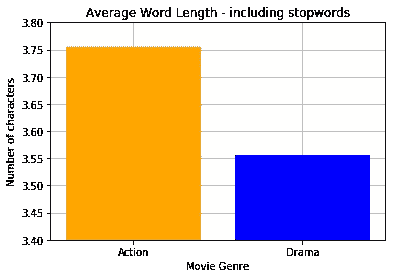 Average Word Length - including stopwords
Number of characters
3.80
3.75
3.70
3.65
3.60
3.55
3.50
3.45
3.40
Action
Drama
Movie Genre